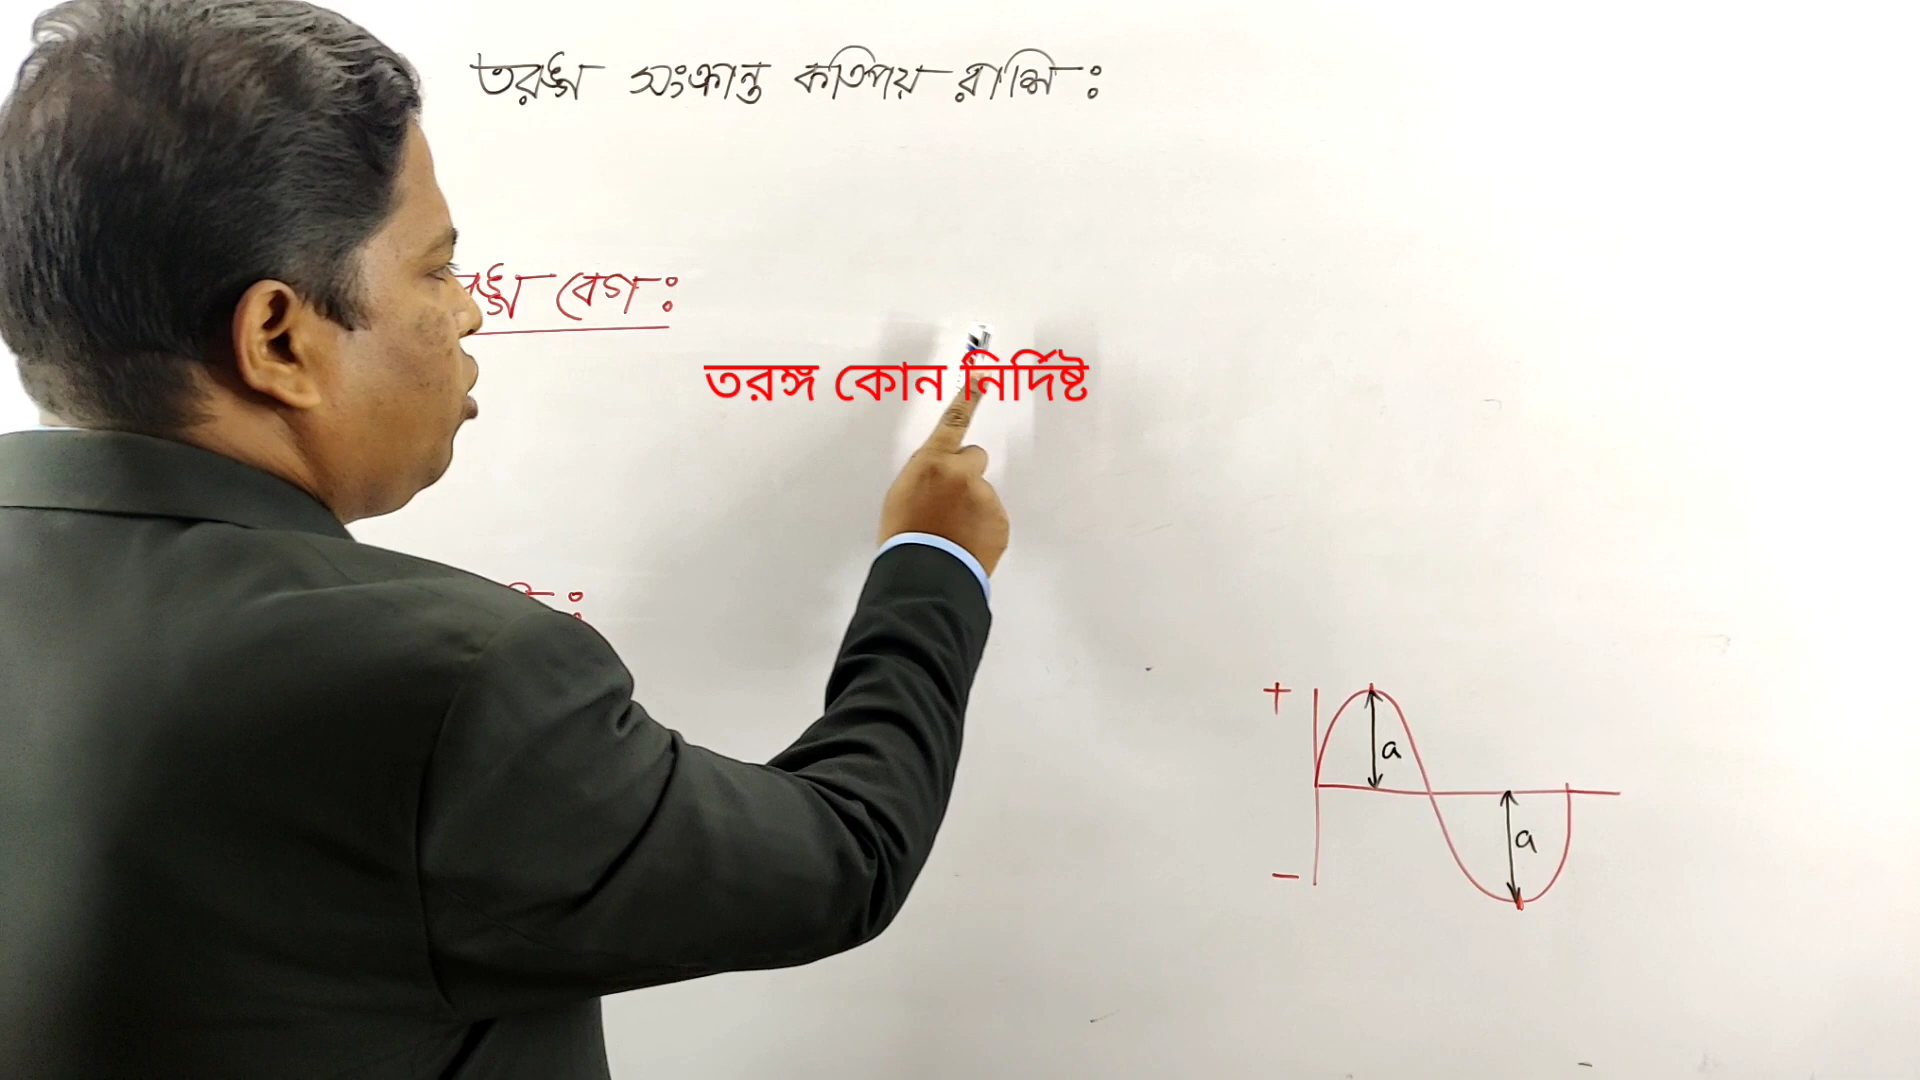 তরঙ্গ সংক্রান্ত কতিপয় রাশি :
বেগ :
তরঙ্গ কোন নির্দিষ্ট
+
a
a
−